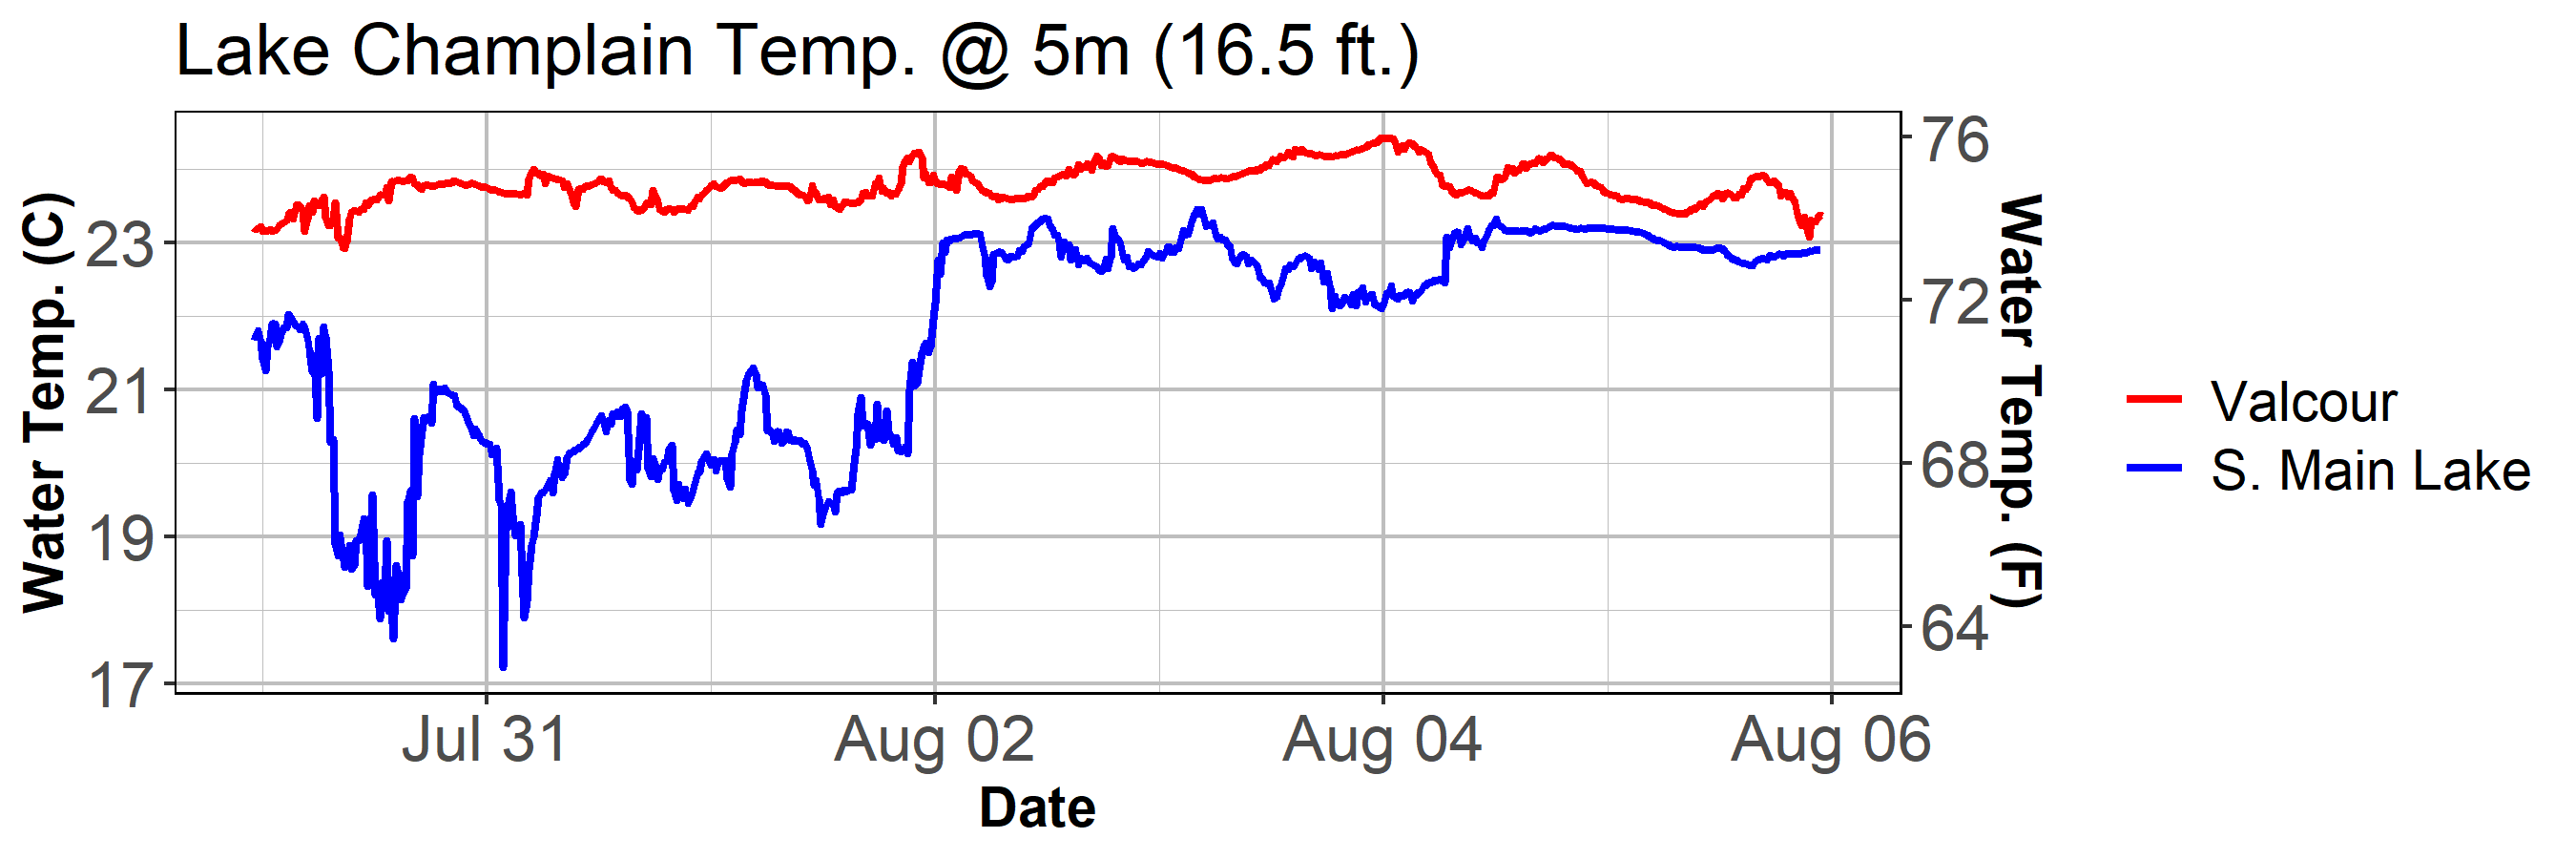 Lake Champlain Temp. @ 5m (16.5 ft.)
Water Temp. (C)
23
21
19
17
76
72
68
64
Water Temp. (F)
Jul 31
Aug 02
Aug 04
Aug 06
Date
Valcour
S. Main Lake